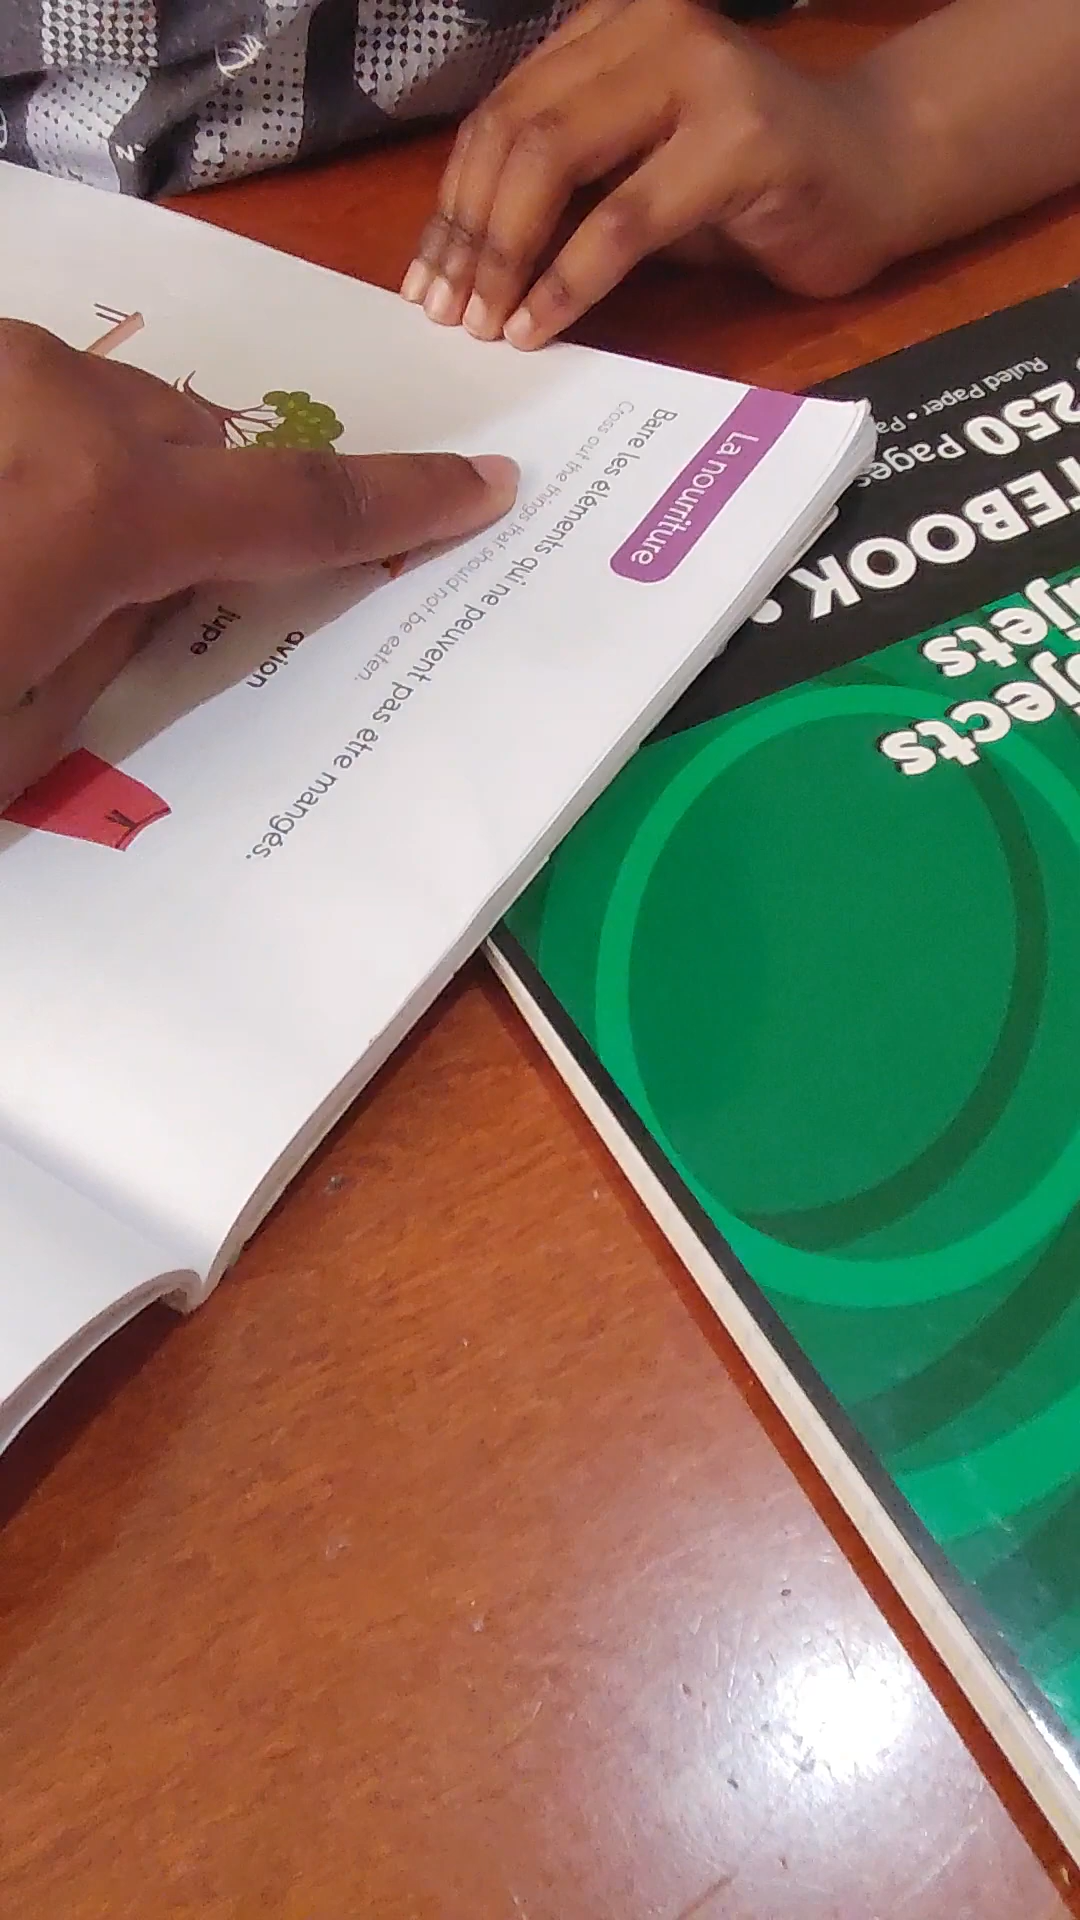 La nourriture
Barre les éléments qui ne peuvent pas être mangés.
Cross out the things that should not be eaten.
avion
jupe
Ruled Paper •
250 Pages
TEBOOK •
jets
jects